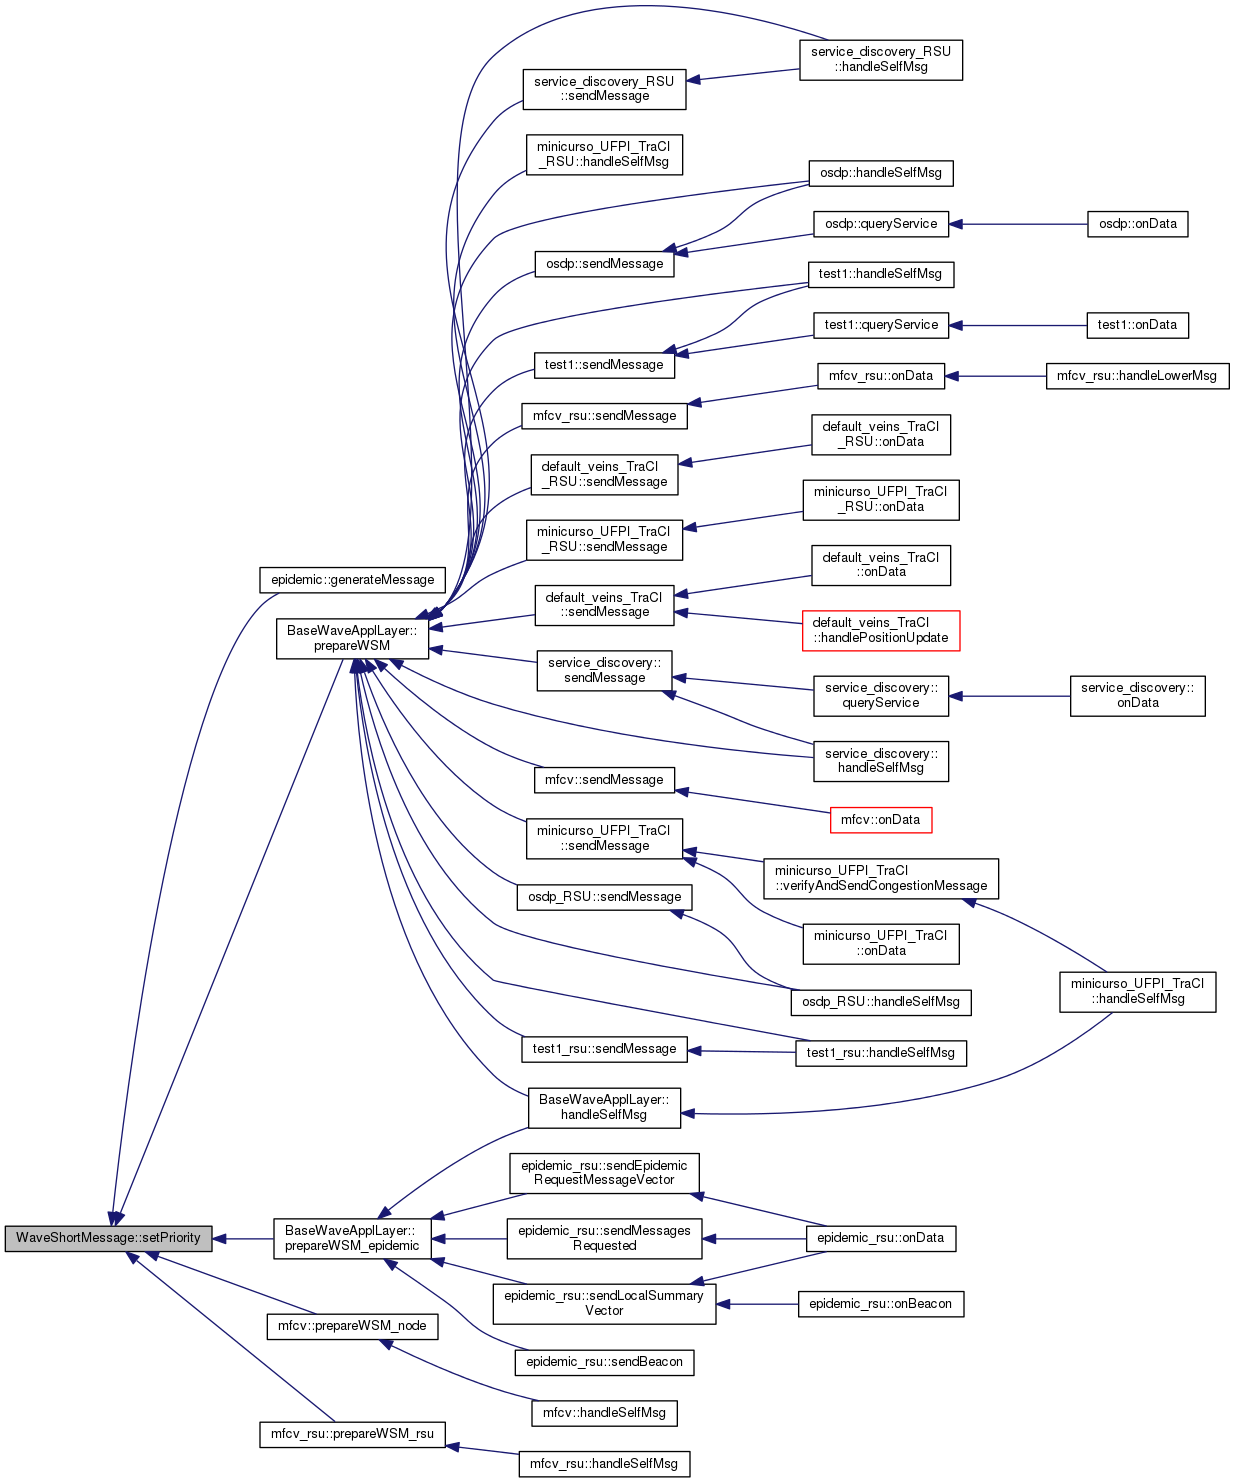 service_discovery_RSU
::handleSelfMsg
service_discovery_RSU
::sendMessage
minicurso_UFPI_TraCI
_RSU::handleSelfMsg
osdp::handleSelfMsg
osdp::queryService
osdp::onData
osdp::sendMessage
test1::handleSelfMsg
test1::queryService
test1::onData
test1::sendMessage
mfcv_rsu::onData
mfcv_rsu::handleLowerMsg
mfcv_rsu::sendMessage
default_veins_TraCI
_RSU::onData
default_veins_TraCI
_RSU::sendMessage
minicurso_UFPI_TraCI
_RSU::onData
minicurso_UFPI_TraCI
_RSU::sendMessage
default_veins_TraCI
::onData
epidemic::generateMessage
default_veins_TraCI
::sendMessage
default_veins_TraCI
::handlePositionUpdate
BaseWaveApplLayer::
prepareWSM
service_discovery::
sendMessage
service_discovery::
queryService
service_discovery::
onData
service_discovery::
handleSelfMsg
mfcv::sendMessage
mfcv::onData
minicurso_UFPI_TraCI
::sendMessage
minicurso_UFPI_TraCI
::verifyAndSendCongestionMessage
osdp_RSU::sendMessage
minicurso_UFPI_TraCI
::onData
minicurso_UFPI_TraCI
::handleSelfMsg
osdp_RSU::handleSelfMsg
test1_rsu::sendMessage
test1_rsu::handleSelfMsg
BaseWaveApplLayer::
handleSelfMsg
epidemic_rsu::sendEpidemic
RequestMessageVector
WaveShortMessage::setPriority
BaseWaveApplLayer::
prepareWSM_epidemic
epidemic_rsu::sendMessages
Requested
epidemic_rsu::onData
epidemic_rsu::sendLocalSummary
Vector
epidemic_rsu::onBeacon
mfcv::prepareWSM_node
epidemic_rsu::sendBeacon
mfcv::handleSelfMsg
mfcv_rsu::prepareWSM_rsu
mfcv_rsu::handleSelfMsg